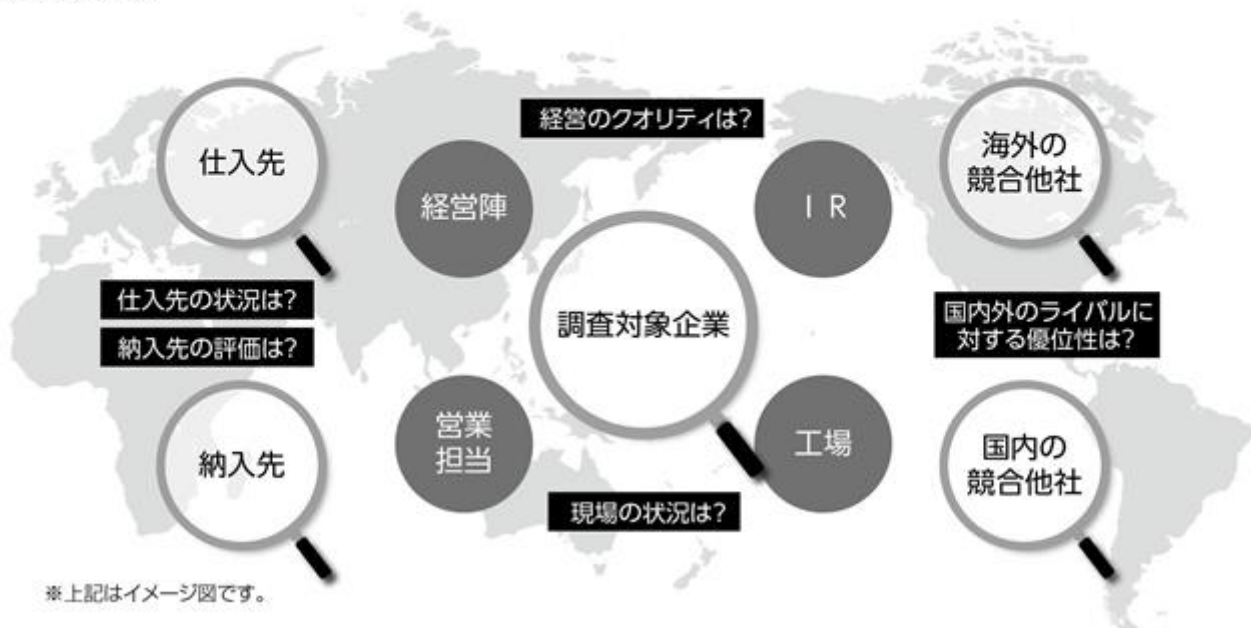 経営のクオリティは?
仕入先
経営陣
I R
海外の
競合他社
調査対象企業
仕入先の状況は?
納入先の評価は?
国内外のライバルに
対する優位性は?
納入先
営業
担当
工場
国内の
競合他社
現場の状況は?
※上記はイメージ図です。